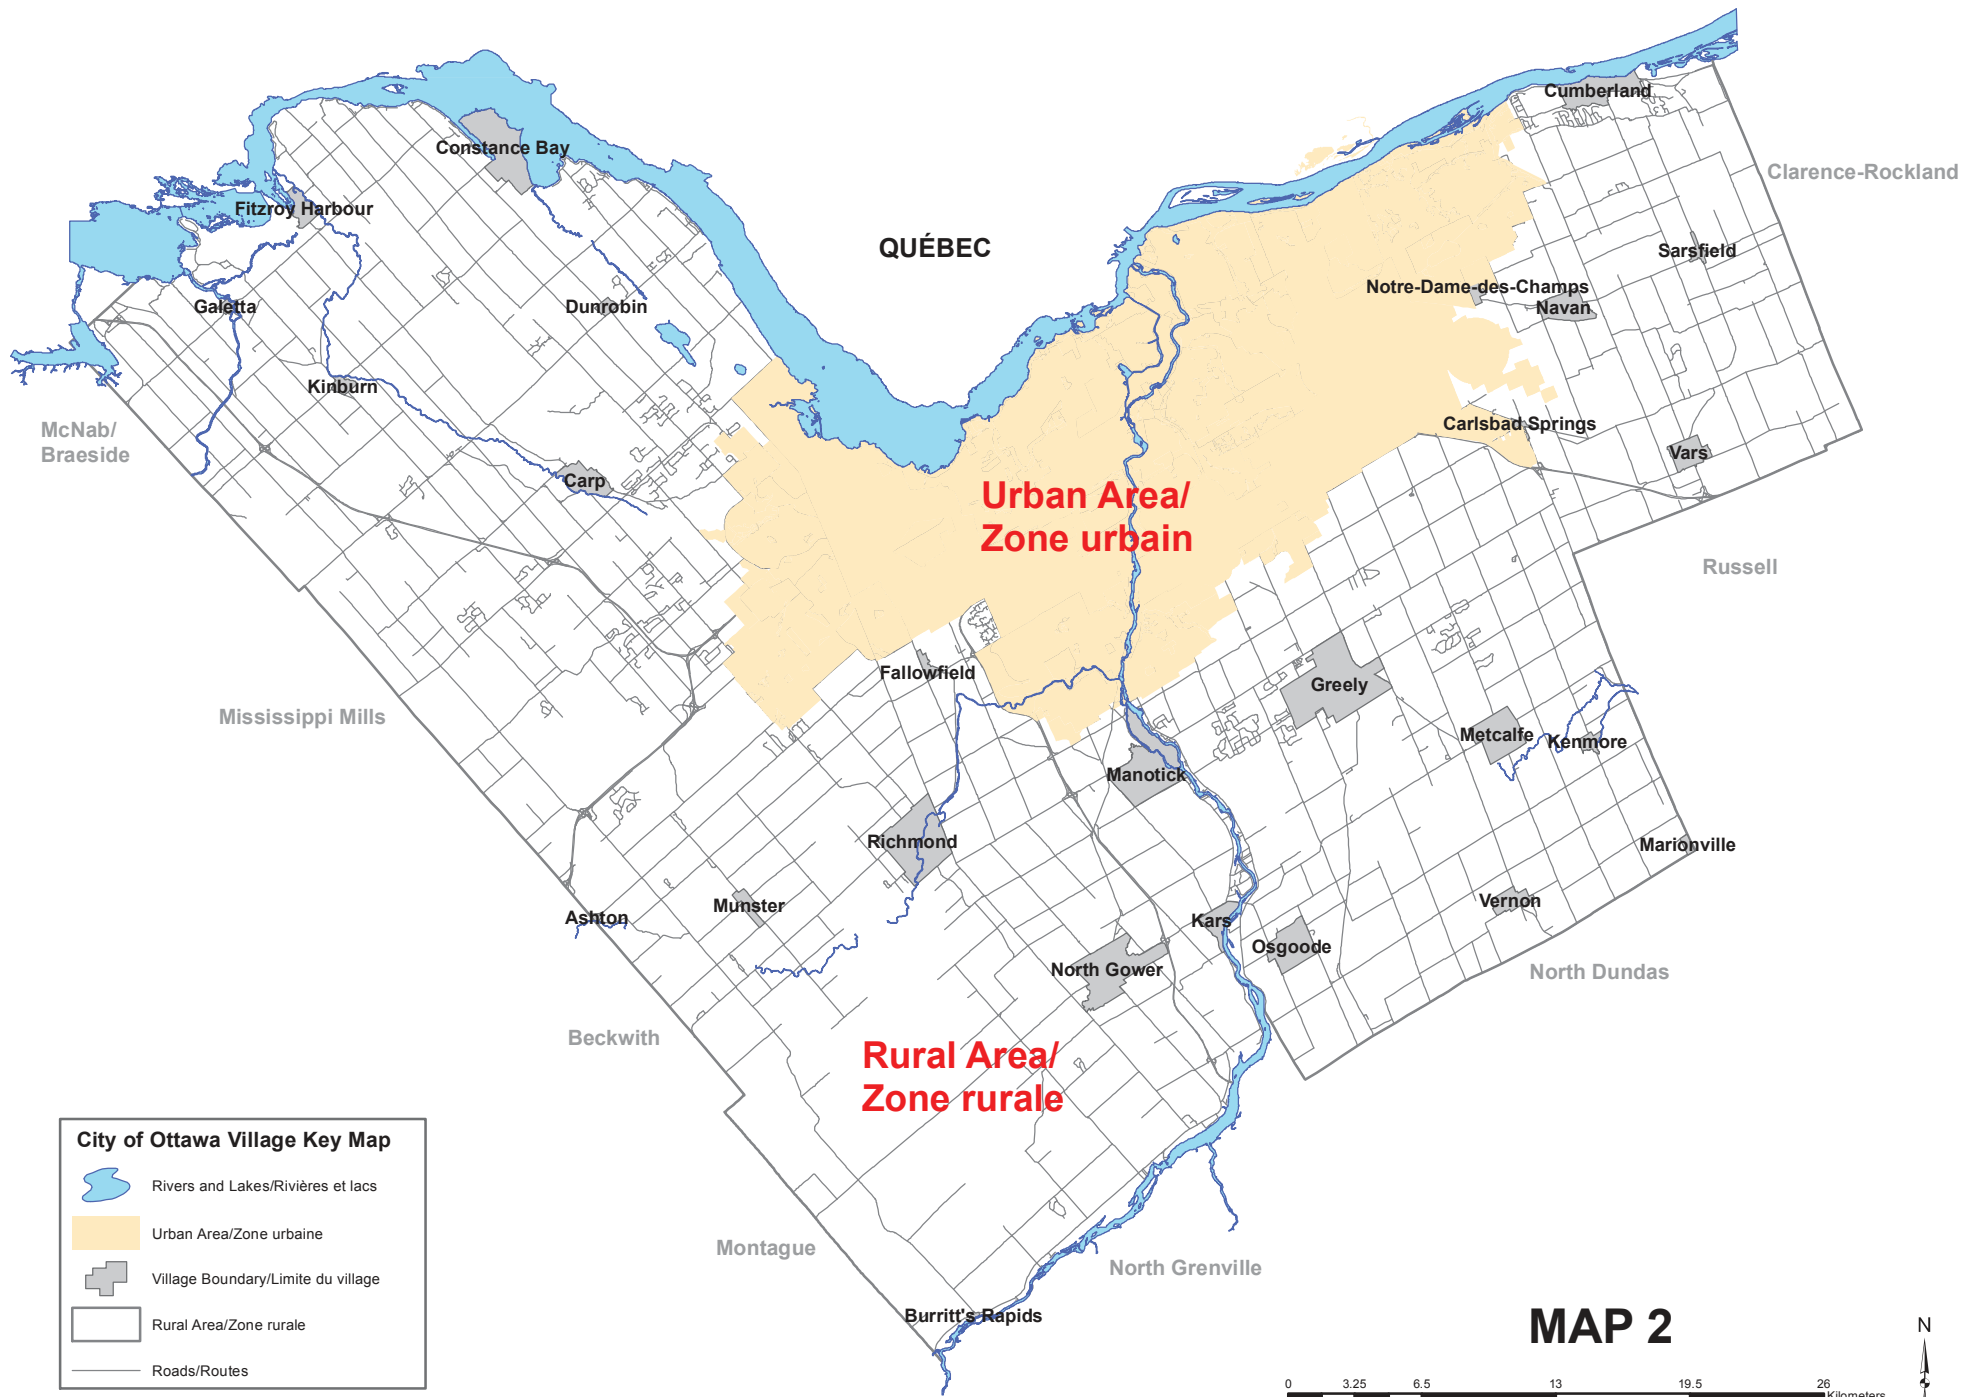 Cumberland
Constance Bay
Clarence-Rockland
Fitzroy Harbour
QUÉBEC
Sarsfield
Notre-Dame-des-Champs
Galetta
Dunrobin
Navan
Kinburn
McNab/
Braeside
Carlsbad Springs
Vars
Carp
Urban Area/
Zone urbain
Russell
Fallowfield
Greely
Mississippi Mills
Metcalfe
Kenmore
Manotick
Richmond
Marionville
Munster
Vernon
Ashton
Kars
Osgoode
North Gower
North Dundas
Beckwith
Rural Area/
Zone rurale
Montague
North Grenville
Burritt's Rapids
City of Ottawa Village Key Map
Rivers and Lakes/Rivières et lacs
Urban Area/Zone urbaine
Village Boundary/Limite du village
Rural Area/Zone rurale
Roads/Routes
MAP 2
N
0 3.25 6.5 13 19.5 26
Kilometers